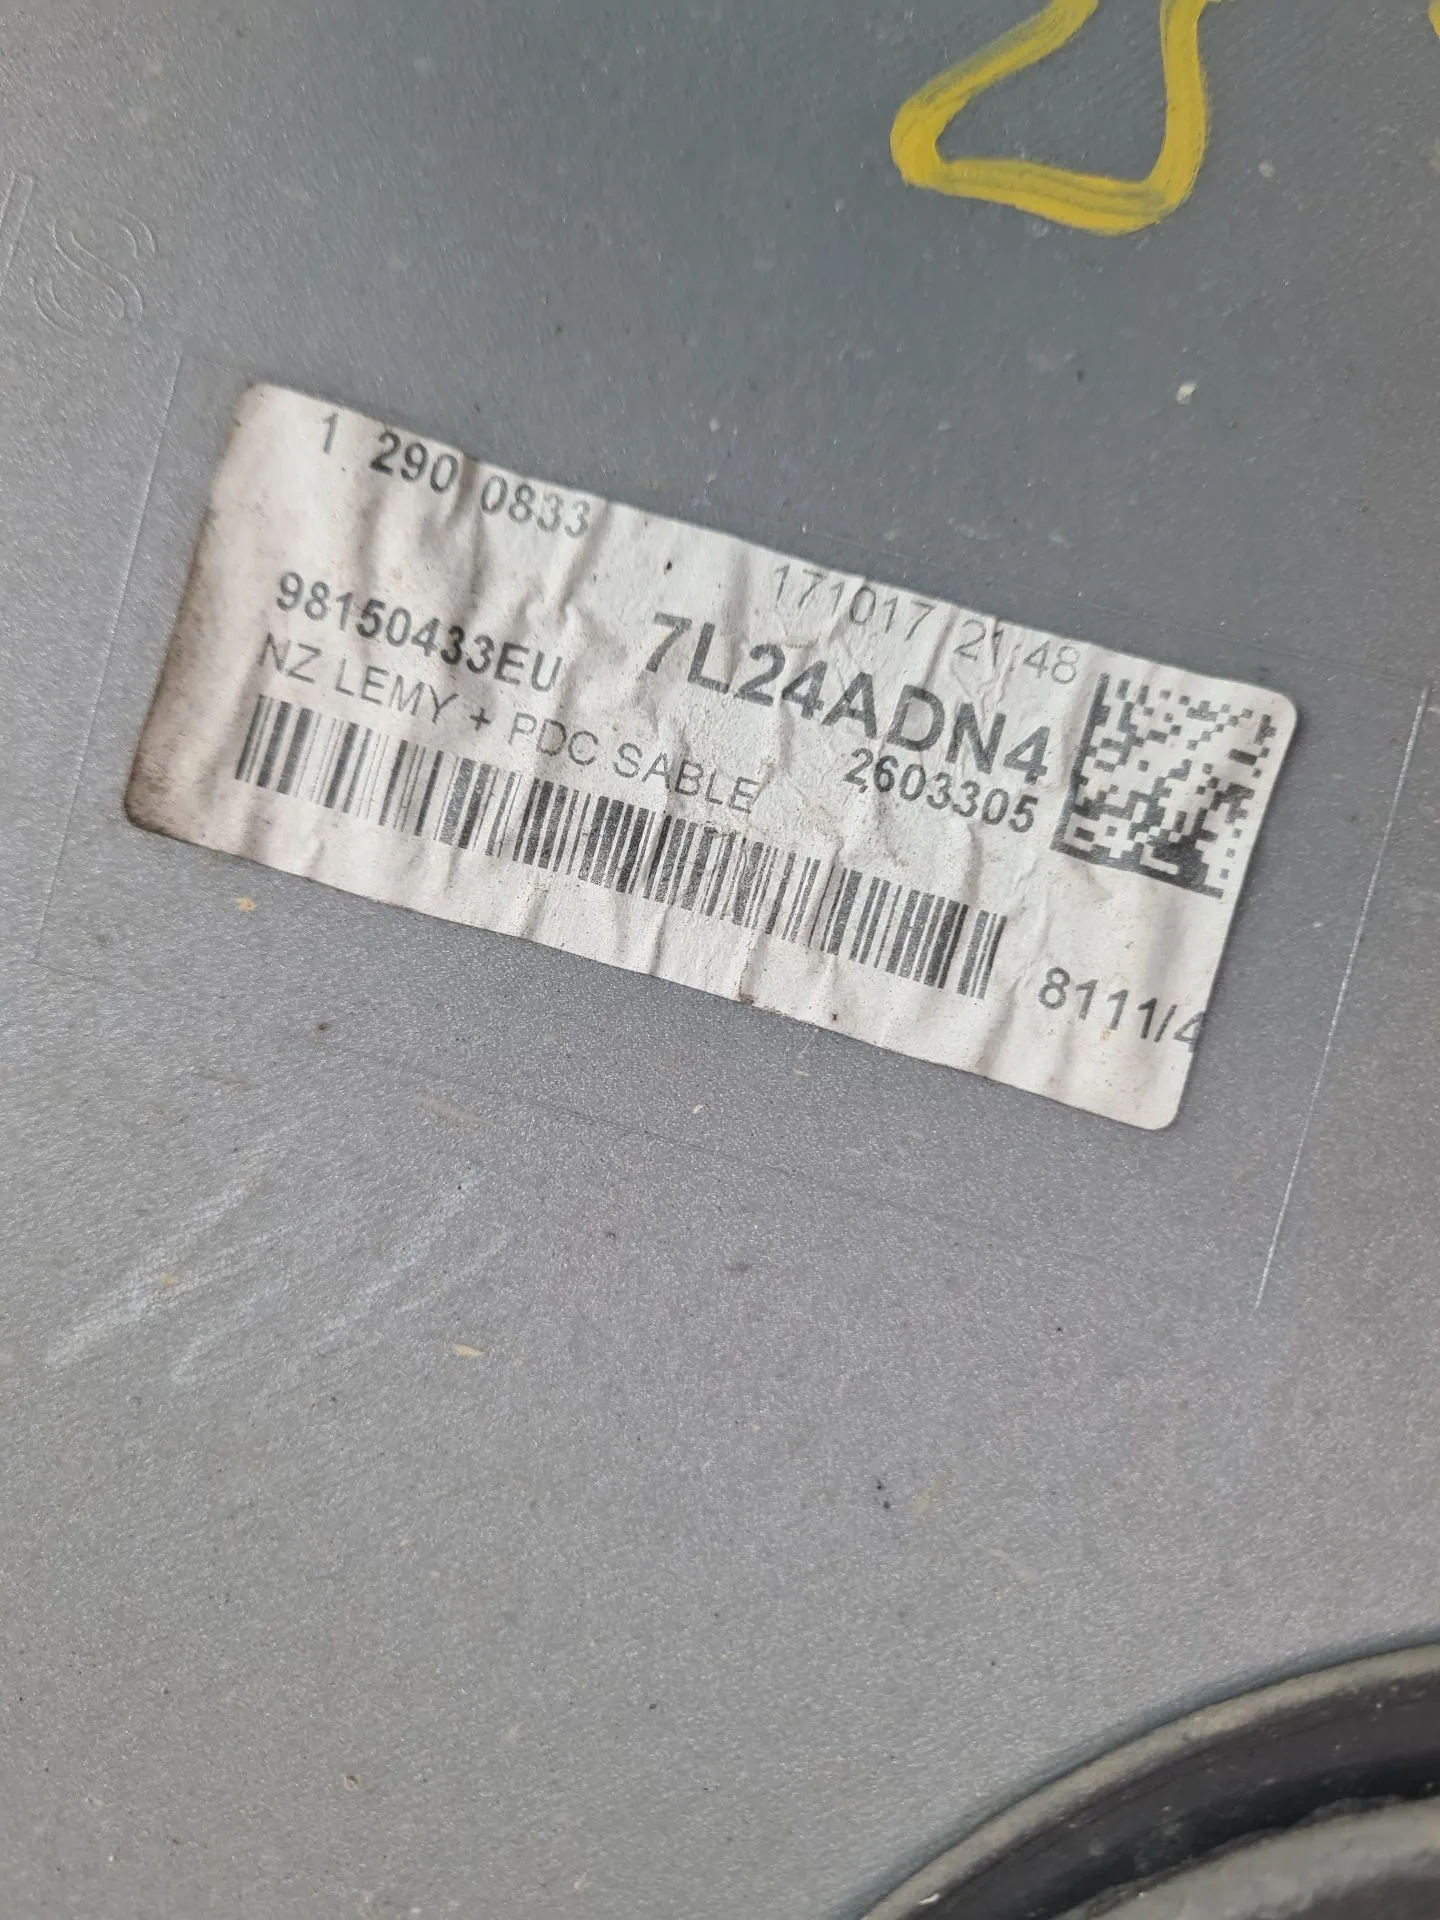 1 290 0833
171017 21:48
98150433EU 7L24ADN4
NZ LEMY + PDC SABLE 2603305
8111/4